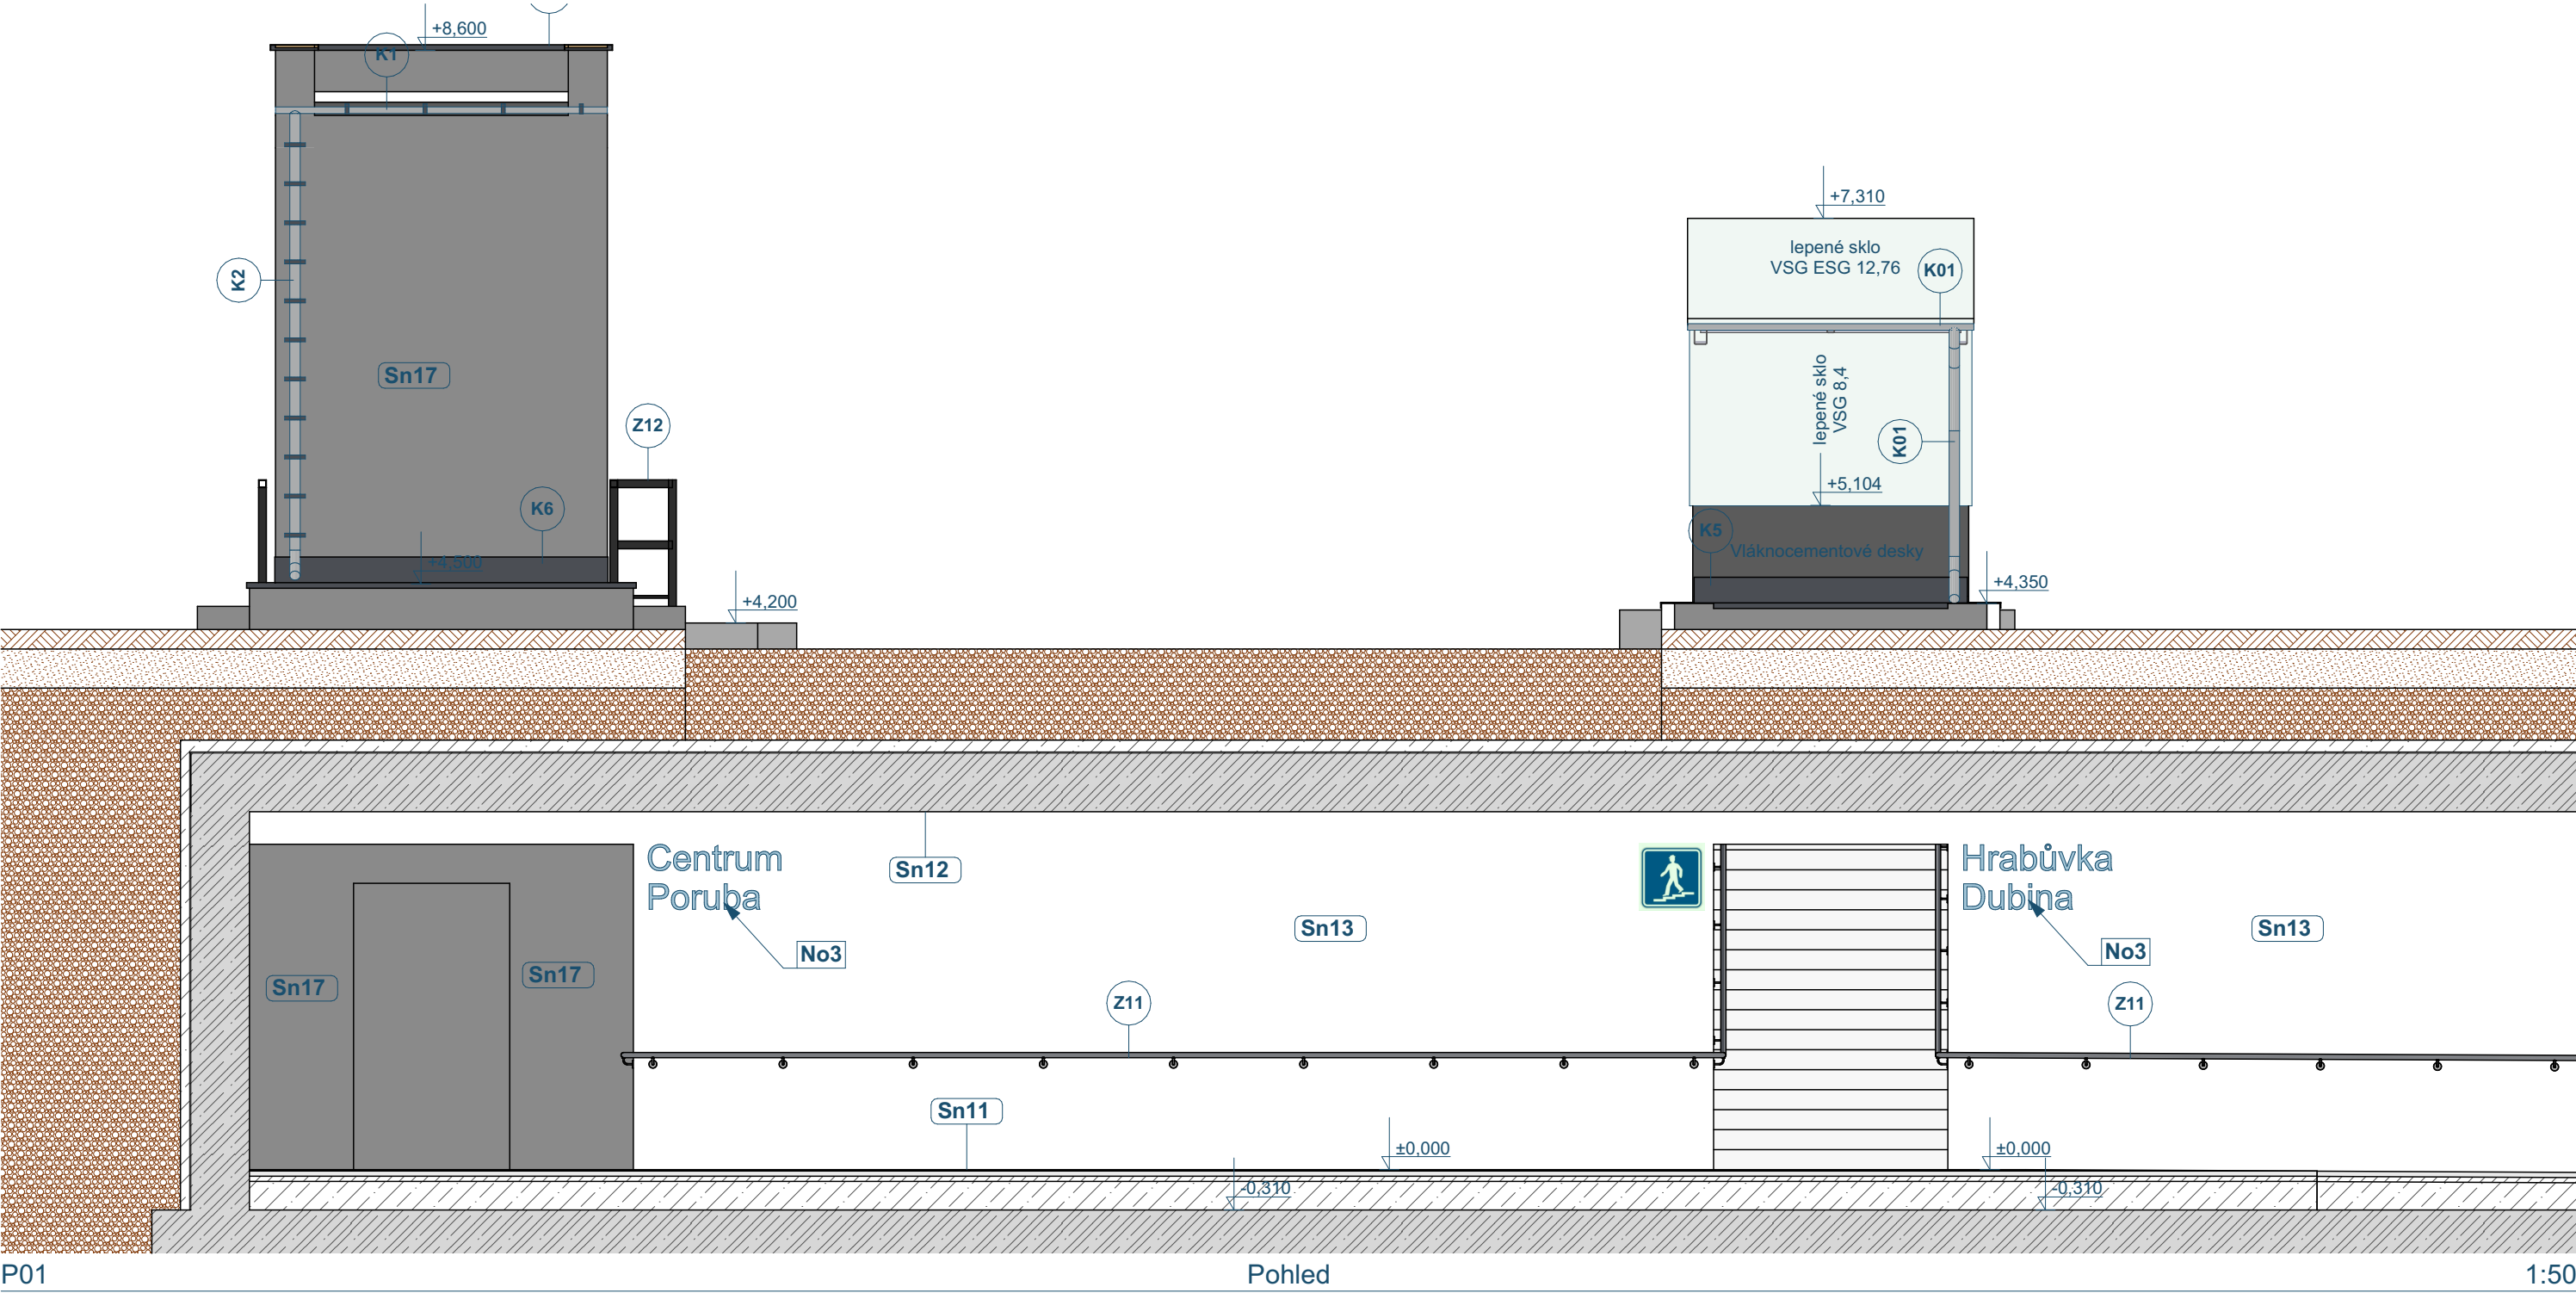 +8,600
K1
+7,310
lepené sklo
VSG ESG 12,76
K01
K2
Sn17
lepené sklo
VSG 8,4
Z12
K01
+5,104
K6
K5
Vláknocementové desky
+4,500
+4,200
+4,350
Centrum
Poruba
Sn12
Hrabůvka
Dubina
Sn13
Sn13
No3
No3
Sn17
Sn17
Z11
Z11
Sn11
±0,000
±0,000
-0,310
-0,310
P01
Pohled
1:50